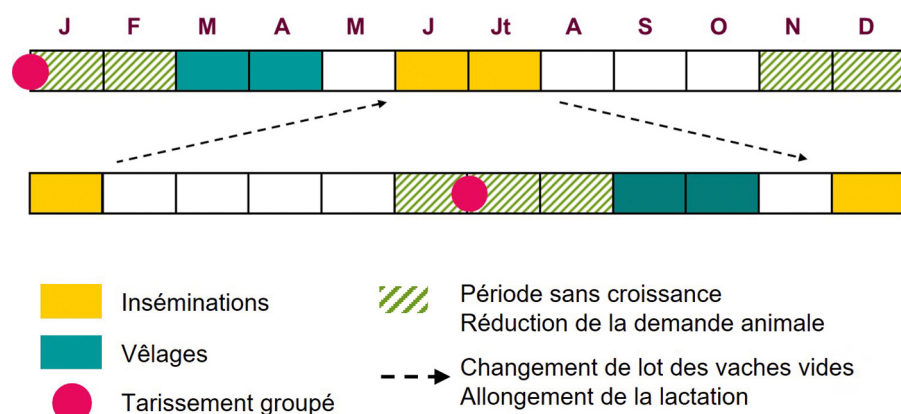 J F M A M J Jt A S O N D
Inséminations
Vêlages
Tarissement groupé
Période sans croissance
Réduction de la demande animale
Changement de lot des vaches vides
Allongement de la lactation